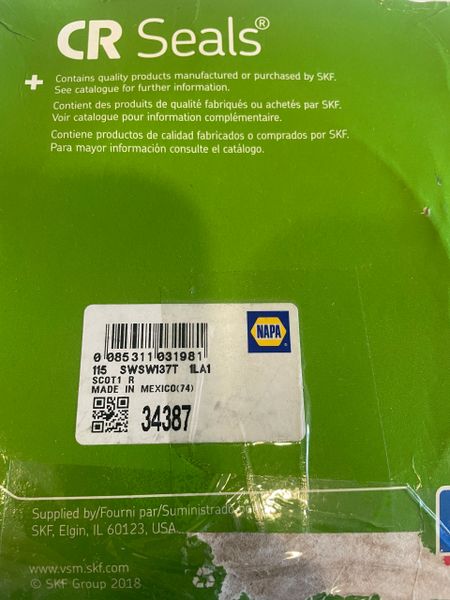 CR Seals®
Contains quality products manufactured or purchased by SKF.
See catalogue for further information.
Contient des produits de qualité fabriqués ou achetés par SKF.
Voir catalogue pour information complémentaire.
Contiene productos de calidad fabricados o comprados por SKF.
Para mayor información consulte el catálogo.
NAPA
0 085311 031981
115 SWSW137T 1LA1
SCOT1 R
MADE IN MEXICO(74)
34387
Supplied by/Fourni par/Suministrado
SKF, Elgin, IL 60123, USA
www.vsm.skf.com
© SKF Group 2018